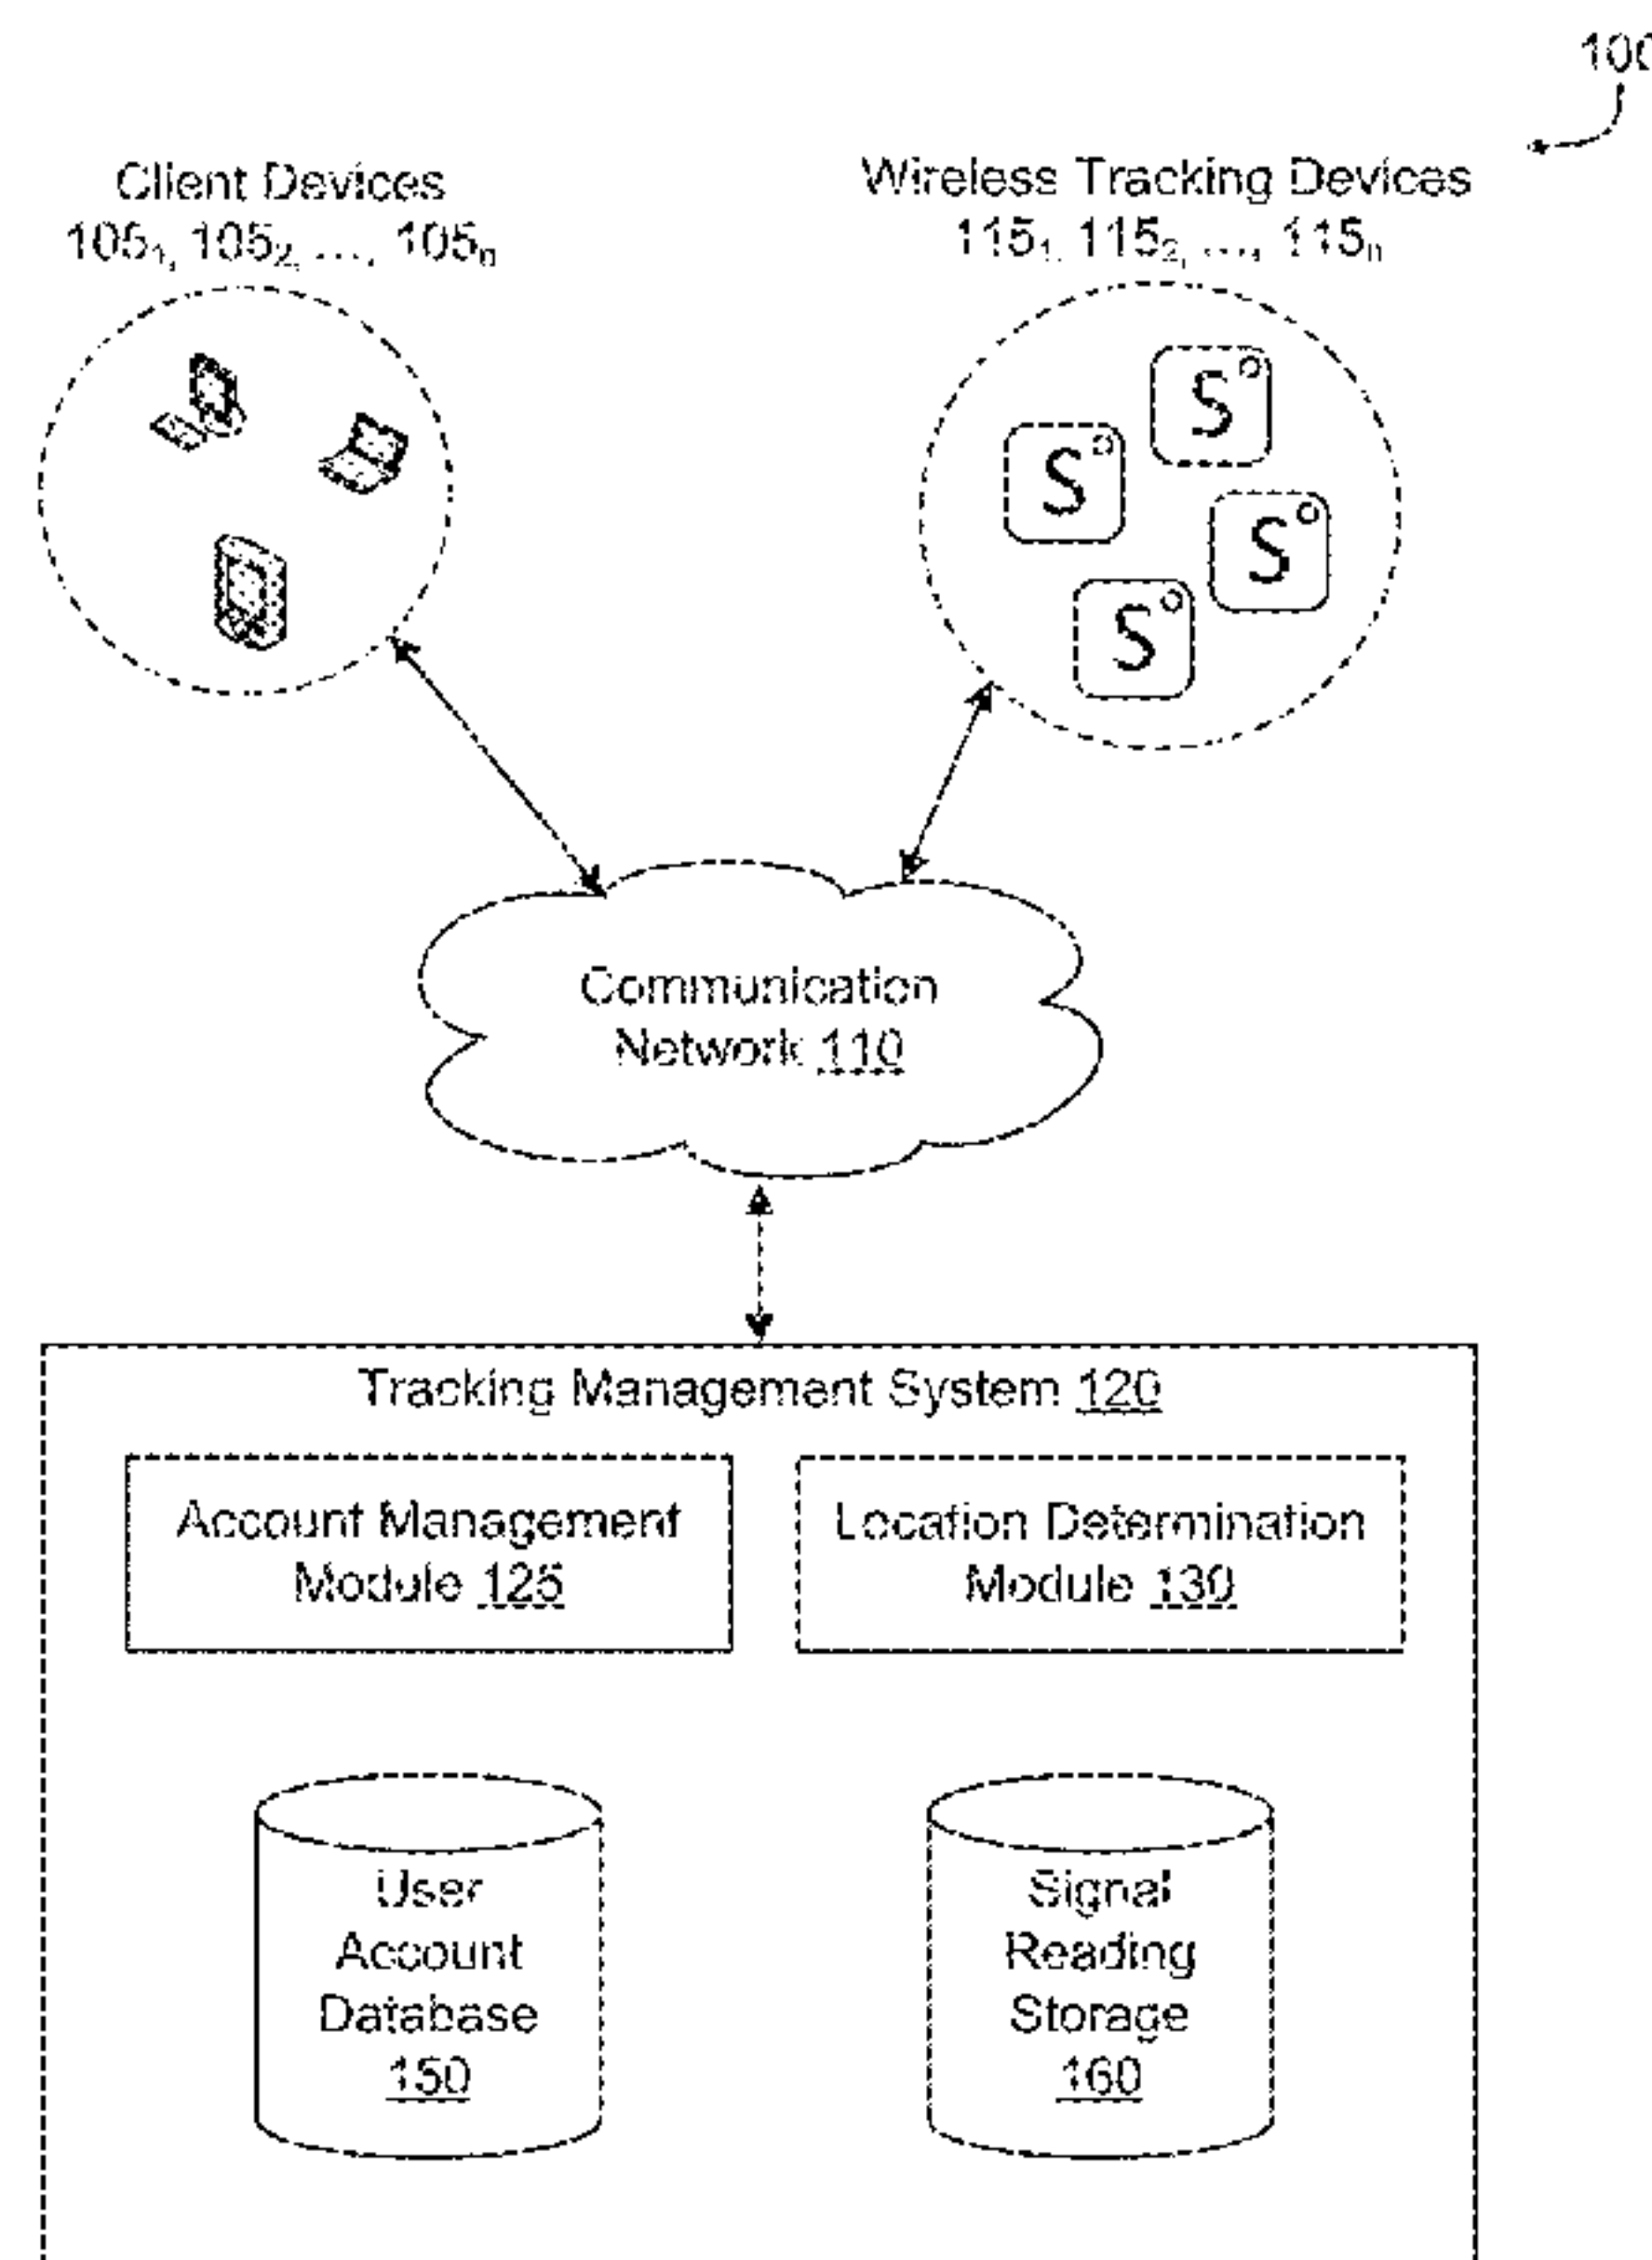 100
Client Devices
105₁, 105₂, ..., 105ₙ
Wireless Tracking Devices
115₁, 115₂, ..., 115ₙ
S
S
S
S
Communication
Network 110
Tracking Management System 120
Account Management
Module 125
Location Determination
Module 130
User
Account
Database
150
Signal
Reading
Storage
160